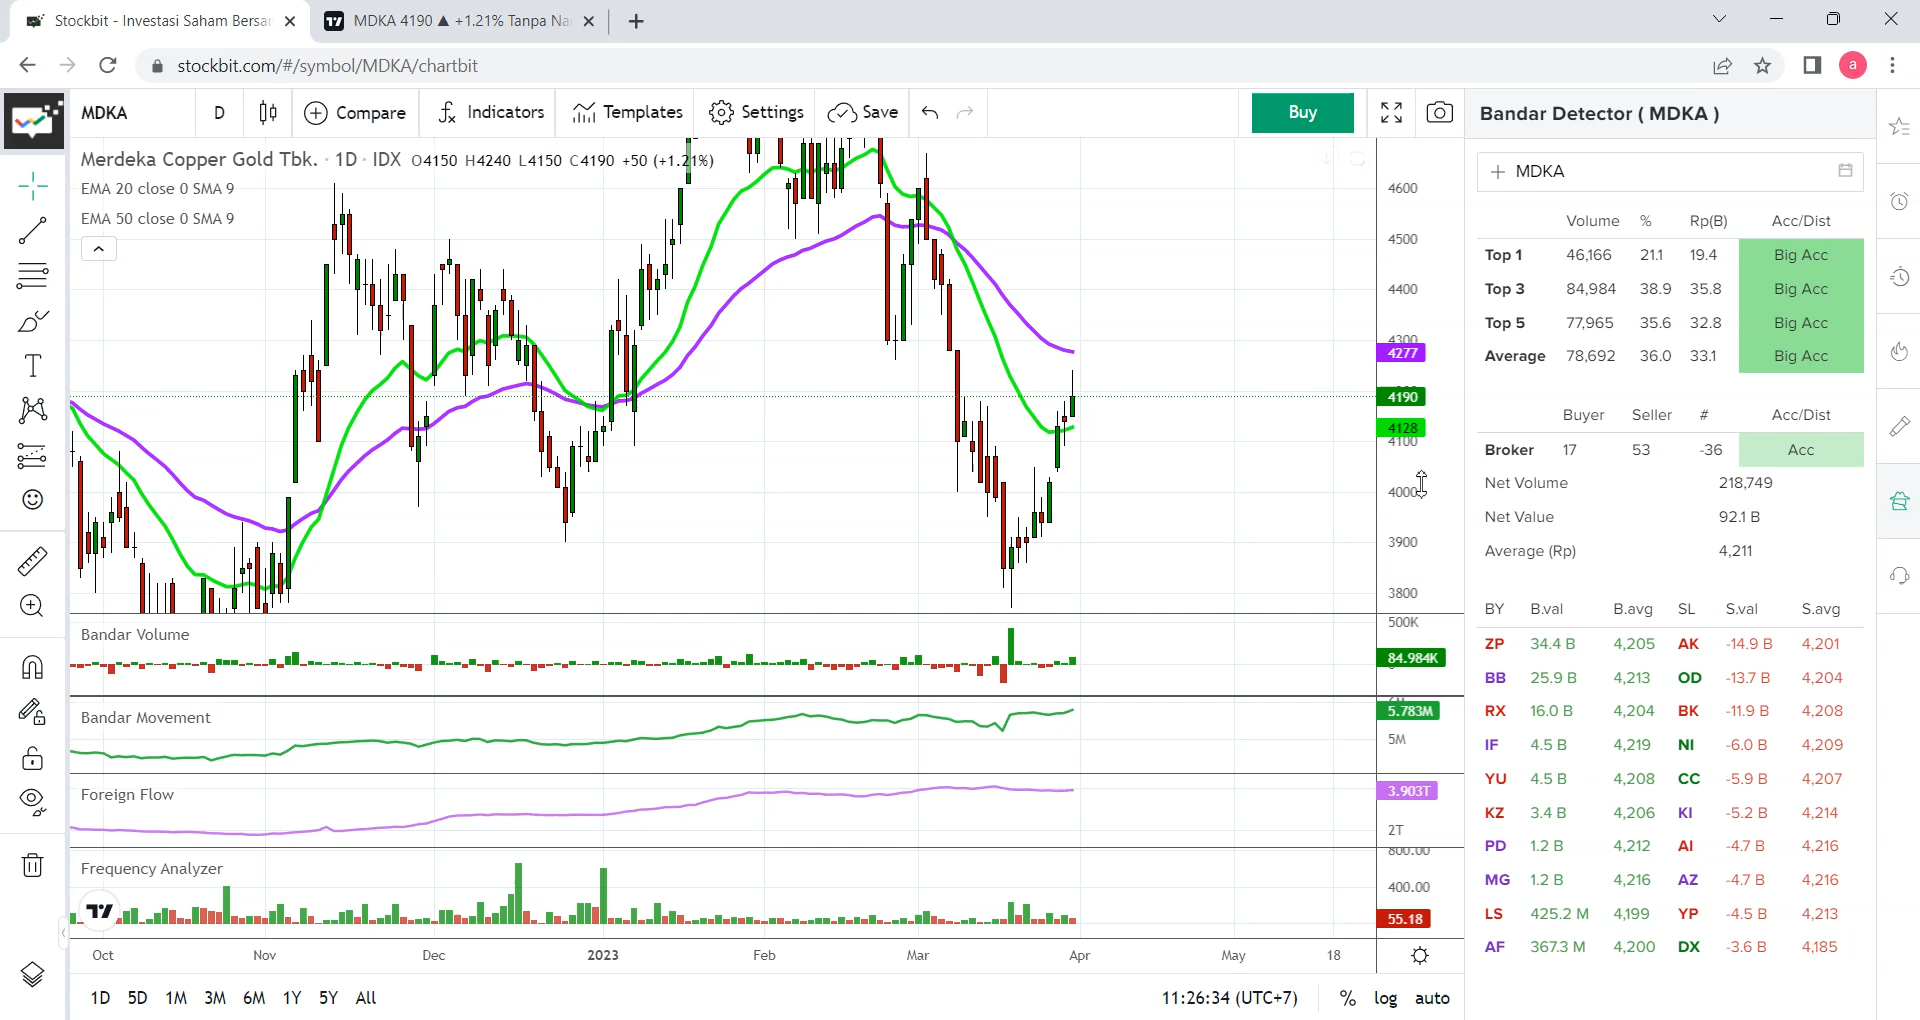 Stockbit - Investasi Saham Bersan
MDKA 4190 ▲ +1.21% Tanpa Na
stockbit.com/#/symbol/MDKA/chartbit
a
MDKA
D
Compare
Indicators
Templates
Settings
Save
Buy
Merdeka Copper Gold Tbk. · 1D · IDX O4150 H4240 L4150 C4190 +50 (+1.21%)
EMA 20 close 0 SMA 9
EMA 50 close 0 SMA 9
4600
4500
4400
4300
4277
4190
4128
4100
4000
3900
3800
Bandar Volume
500K
84.984K
Bandar Movement
5.783M
5M
Foreign Flow
3.903T
2T
Frequency Analyzer
800.00
400.00
55.18
Oct Nov Dec 2023 Feb Mar Apr May 18
1D 5D 1M 3M 6M 1Y 5Y All
11:26:34 (UTC+7) % log auto
Bandar Detector ( MDKA )
+ MDKA
Volume % Rp(B) Acc/Dist
Top 1 46,166 21.1 19.4 Big Acc
Top 3 84,984 38.9 35.8 Big Acc
Top 5 77,965 35.6 32.8 Big Acc
Average 78,692 36.0 33.1 Big Acc
Buyer Seller # Acc/Dist
Broker 17 53 -36 Acc
Net Volume 218,749
Net Value 92.1 B
Average (Rp) 4,211
BY B.val B.avg SL S.val S.avg
ZP 34.4 B 4,205 AK -14.9 B 4,201
BB 25.9 B 4,213 OD -13.7 B 4,204
RX 16.0 B 4,204 BK -11.9 B 4,208
IF 4.5 B 4,219 NI -6.0 B 4,209
YU 4.5 B 4,208 CC -5.9 B 4,207
KZ 3.4 B 4,206 KI -5.2 B 4,214
PD 1.2 B 4,212 AI -4.7 B 4,216
MG 1.2 B 4,216 AZ -4.7 B 4,216
LS 425.2 M 4,199 YP -4.5 B 4,213
AF 367.3 M 4,200 DX -3.6 B 4,185